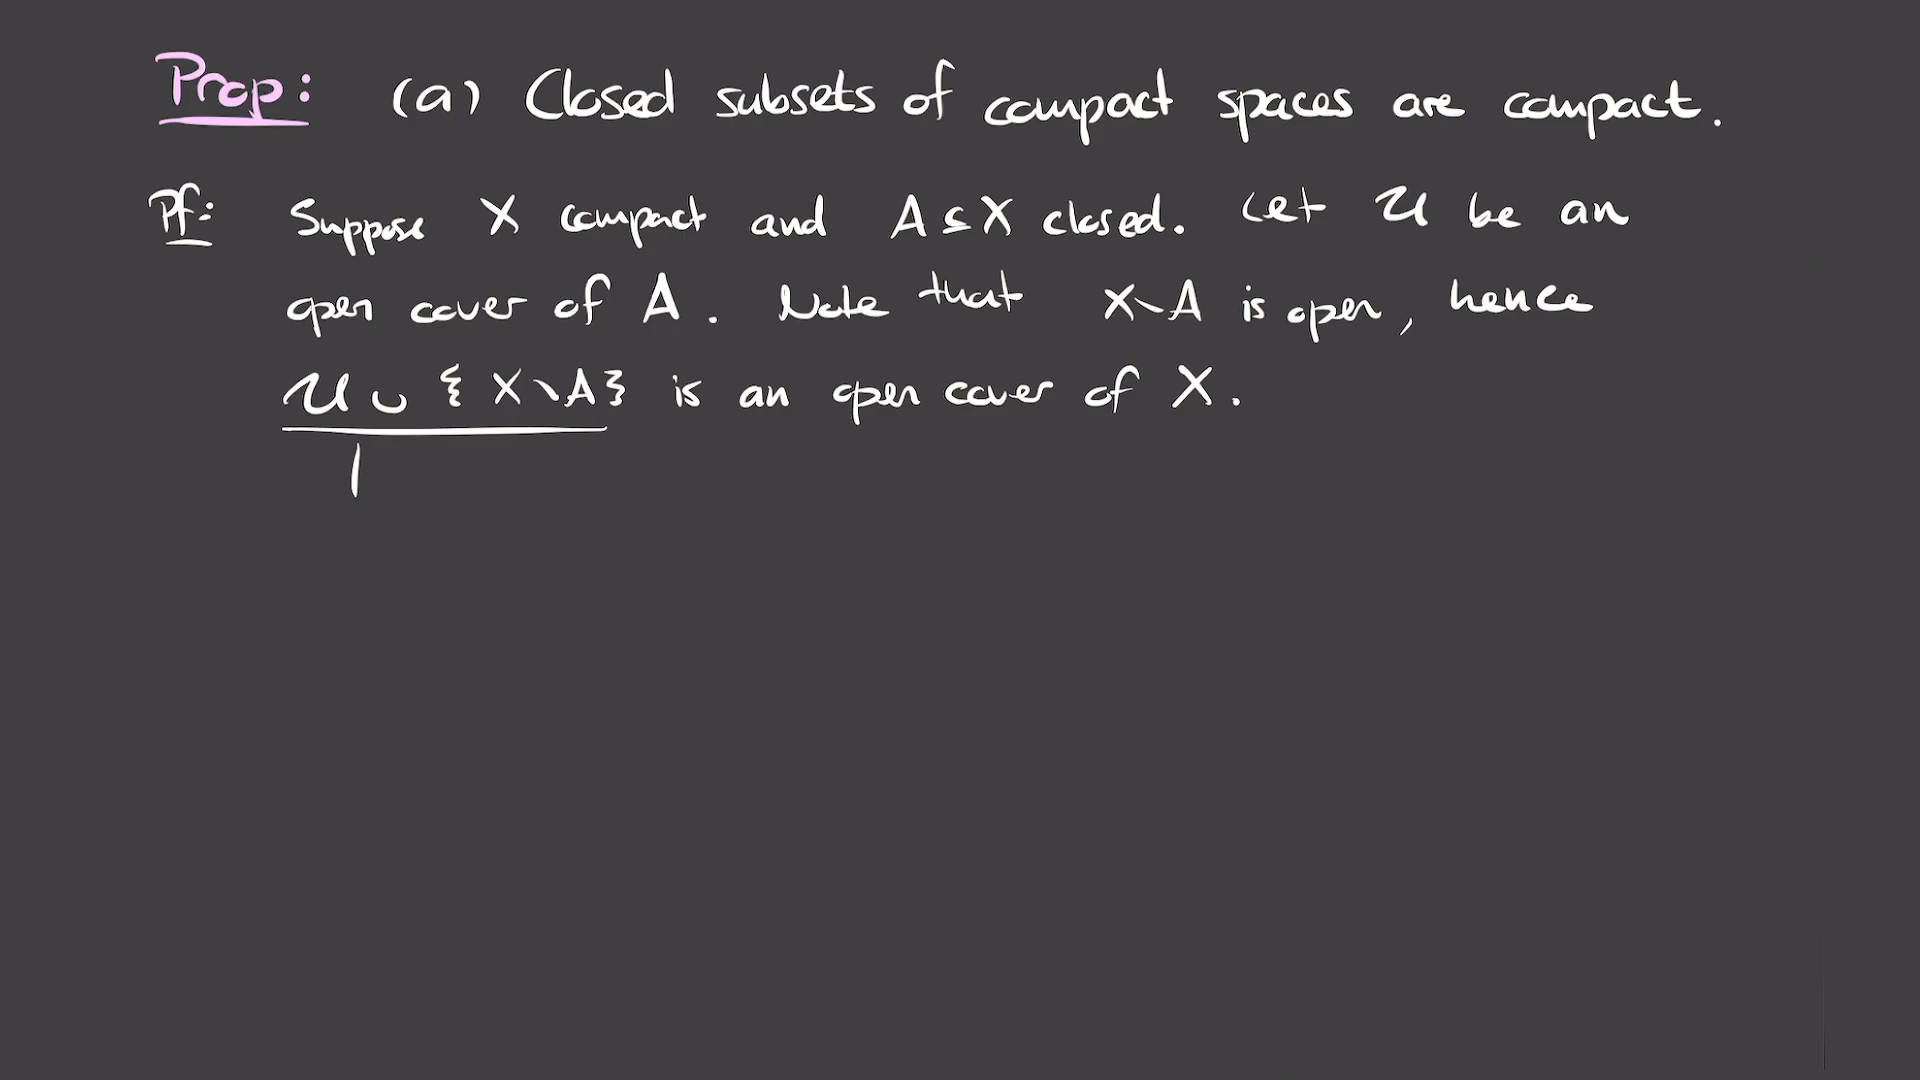 Prop: (a) Closed subsets of compact spaces are compact.
Pf: Suppose X compact and A ⊆ X closed. Let 𝒰 be an
open cover of A. Note that X∖A is open, hence
𝒰 ∪ { X∖A } is an open cover of X.